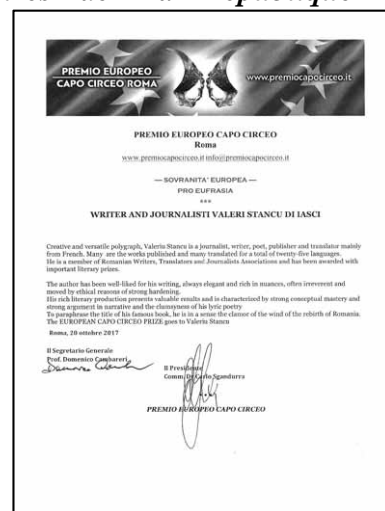 PREMIO EUROPEO
CAPO CIRCEO ROMA
www.premiocapocirceo.it
PREMIO EUROPEO CAPO CIRCEO
Roma
www.premiocapocirceo.it info@premiocapocirceo.it
— SOVRANITA' EUROPEA —
PRO EUFRASIA
***
WRITER AND JOURNALISTI VALERI STANCU DI IASCI
Creative and versatile polygraph, Valeriu Stancu is a journalist, writer, poet, publisher and translator mainly
from French. Many are the works published and many translated for a total of twenty-five languages.
He is a member of Romanian Writers, Translators and Journalists Associations and has been awarded with
important literary prizes.
The author has been well-liked for his writing, always elegant and rich in nuances, often irreverent and
moved by ethical reasons of strong hardening.
His rich literary production presents valuable results and is characterized by strong conceptual mastery and
strong argument in narrative and the of his lyric poetry
To paraphrase the title of his famous book, he is in a sense the clamor of the wind of the rebirth of Romania.
The EUROPEAN CAPO CIRCEO PRIZE goes to Valeriu Stancu
Roma, 20 ottobre 2017
Il Segretario Generale
Prof. Domenico Cambareri
Il Presidente
Comm. Dr Carlo Sgandurra
PREMIO EUROPEO CAPO CIRCEO